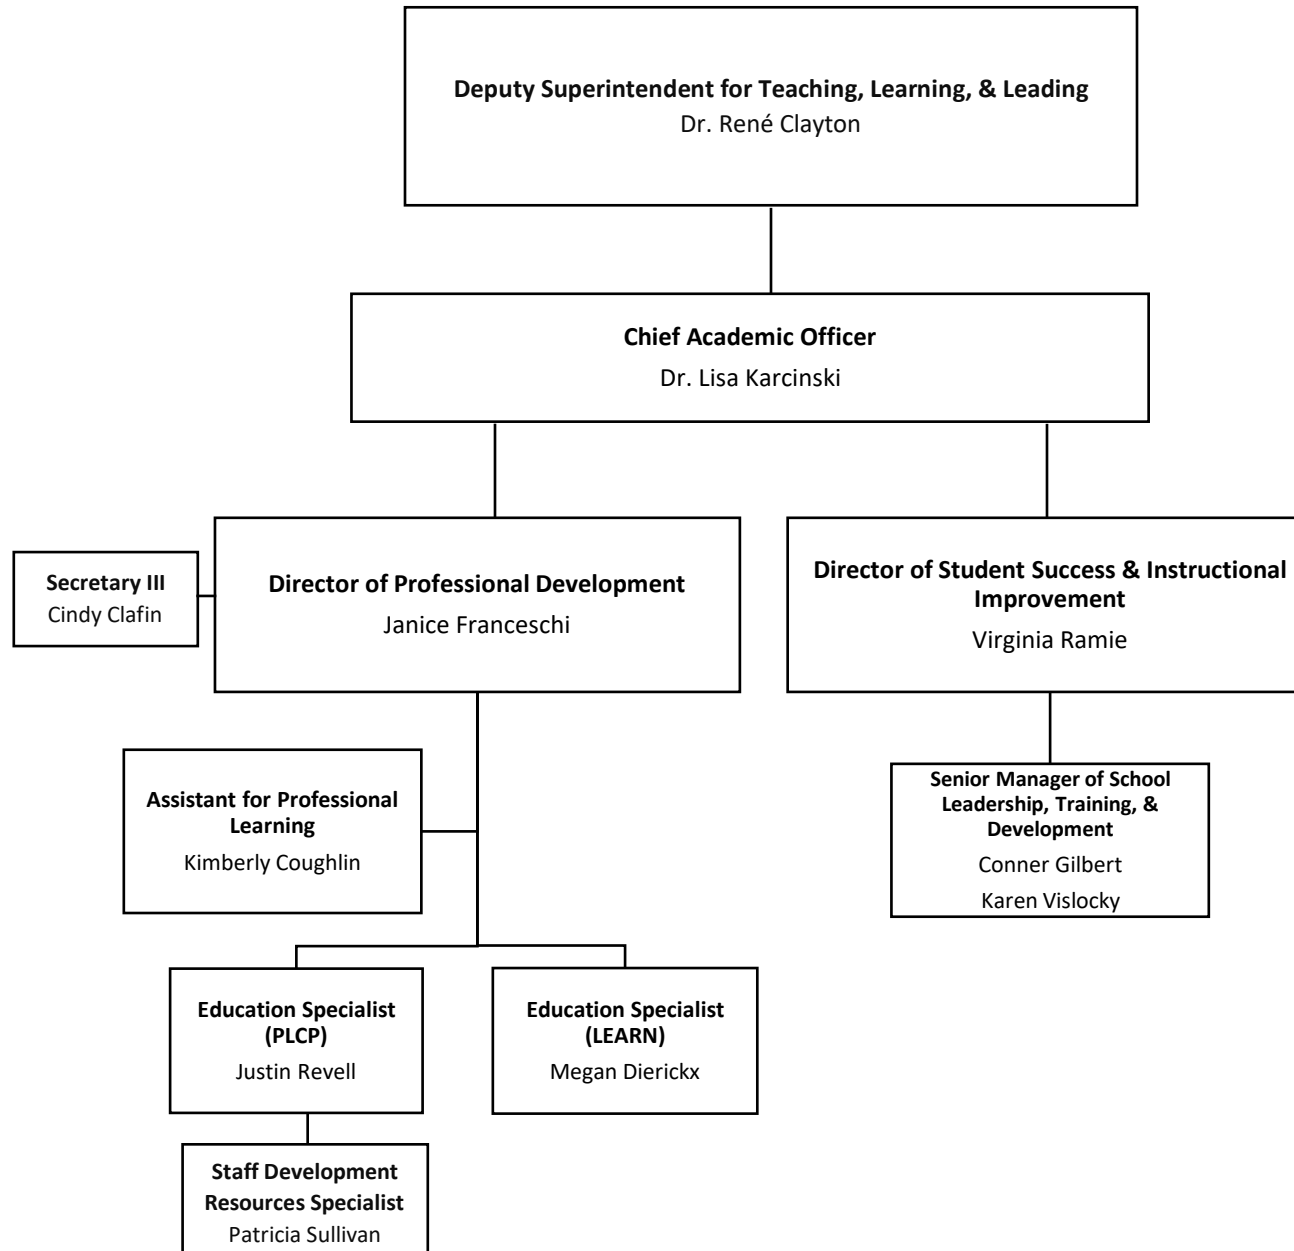 Deputy Superintendent for Teaching, Learning, & Leading
Dr. René Clayton
Chief Academic Officer
Dr. Lisa Karcinski
Secretary III
Cindy Clafin
Director of Professional Development
Janice Franceschi
Director of Student Success & Instructional
Improvement
Virginia Ramie
Assistant for Professional
Learning
Kimberly Coughlin
Senior Manager of School
Leadership, Training, &
Development
Conner Gilbert
Karen Vislocky
Education Specialist
(PLCP)
Justin Revell
Education Specialist
(LEARN)
Megan Dierickx
Staff Development
Resources Specialist
Patricia Sullivan